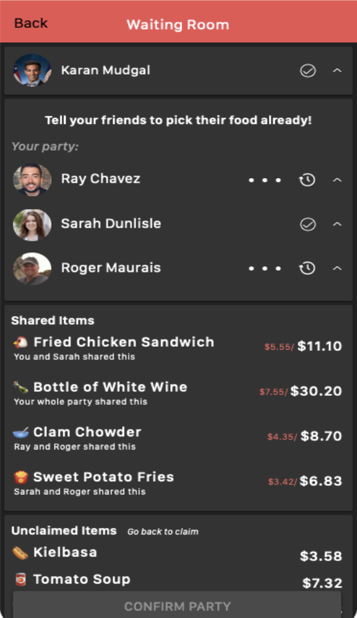 Back
Waiting Room
Karan Mudgal
Tell your friends to pick their food already!
Your party:
Ray Chavez
Sarah Dunlisle
Roger Maurais
Shared Items
Fried Chicken Sandwich $5.55/ $11.10
You and Sarah shared this
Bottle of White Wine $7.55/ $30.20
Your whole party shared this
Clam Chowder $4.35/ $8.70
Ray and Roger shared this
Sweet Potato Fries $3.42/ $6.83
Sarah and Roger shared this
Unclaimed Items Go back to claim
Kielbasa $3.58
Tomato Soup $7.32
CONFIRM PARTY